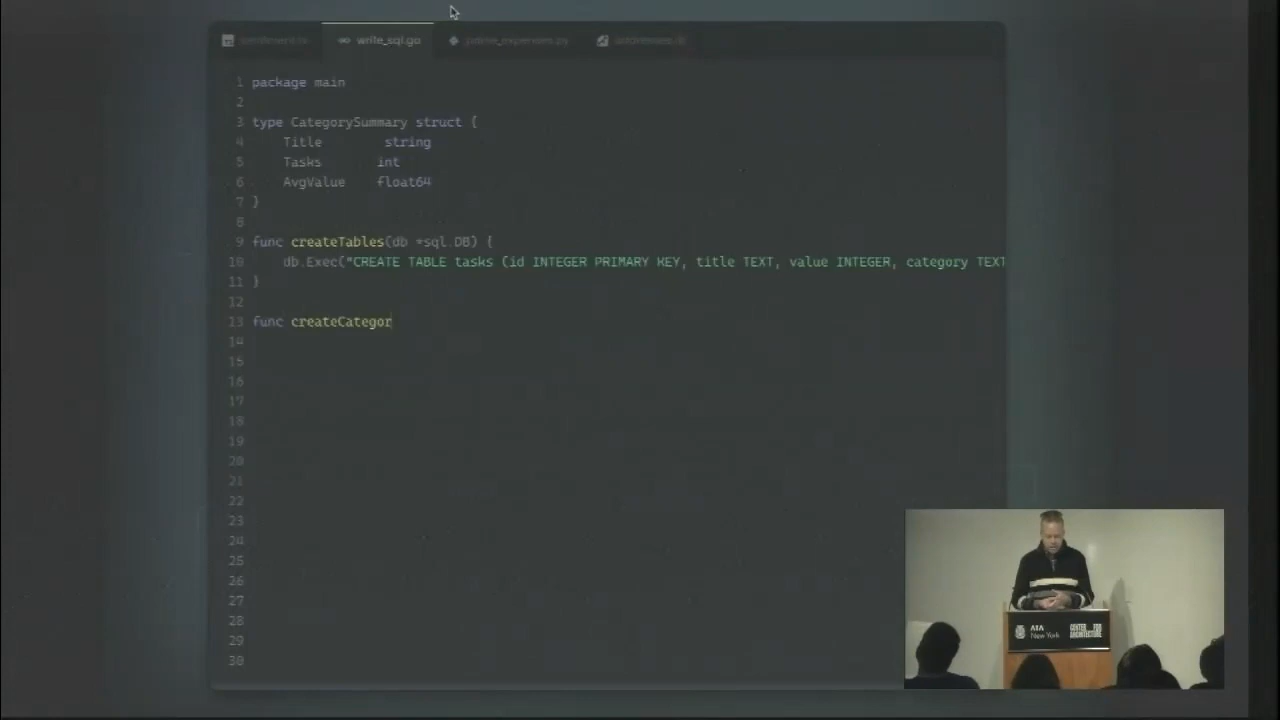 write_sql.go
1 package main
2
3 type CategorySummary struct {
4 Title string
5 Tasks int
6 AvgValue float64
7 }
8
9 func createTables(db *sql.DB) {
10 db.Exec("CREATE TABLE tasks (id INTEGER PRIMARY KEY, title TEXT, value INTEGER, category TEXT
11 }
12
13 func createCategor
14
15
16
17
18
19
20
21
22
23
24
25
26
27
28
29
30
AIA
New York
CENTER FOR
ARCHITECTURE